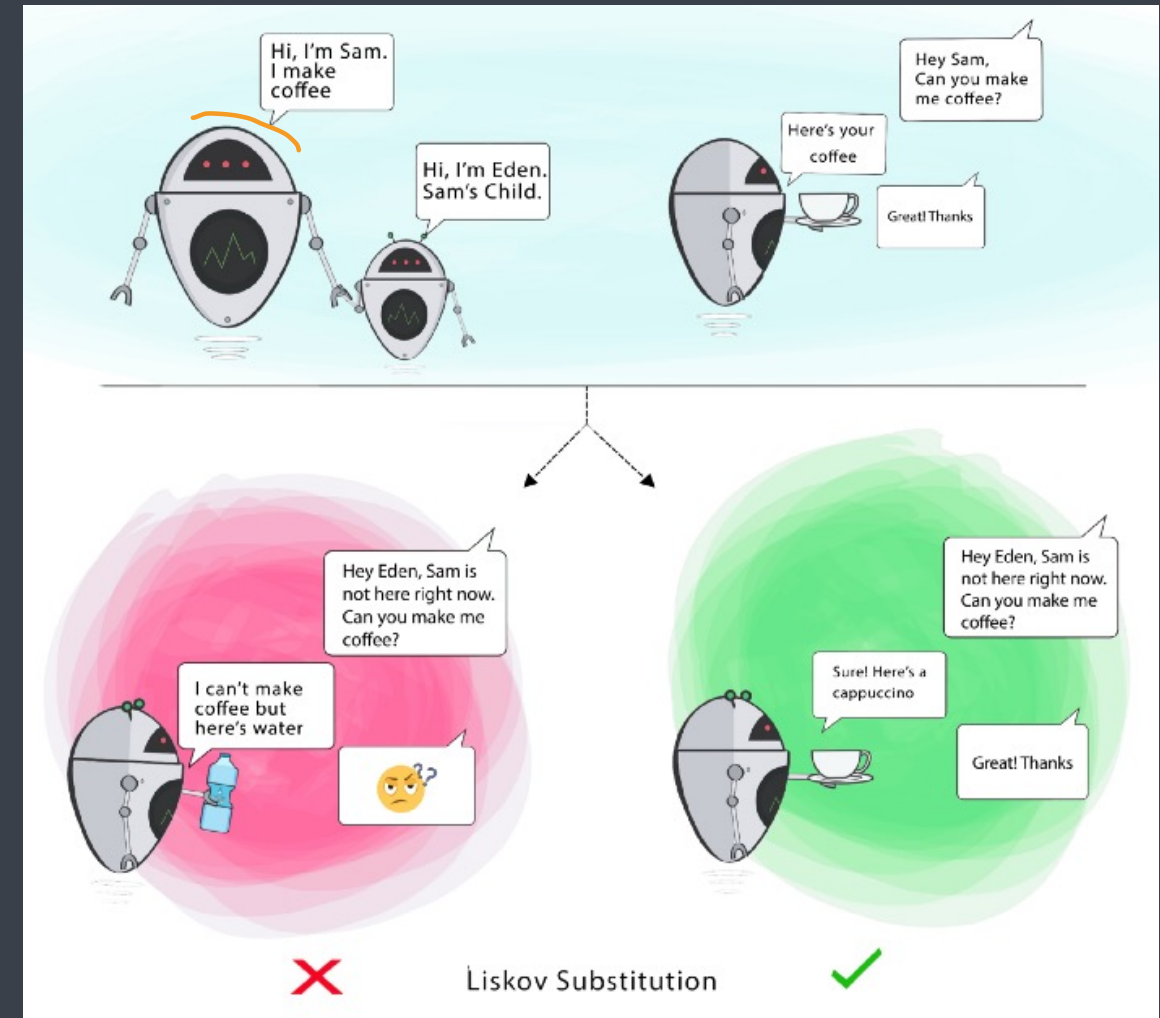 Hi, I'm Sam.
I make
coffee
Hi, I'm Eden.
Sam's Child.
Hey Sam,
Can you make
me coffee?
Here's your
coffee
Great! Thanks
Hey Eden, Sam is
not here right now.
Can you make me
coffee?
I can't make
coffee but
here's water
??
Hey Eden, Sam is
not here right now.
Can you make me
coffee?
Sure! Here's a
cappuccino
Great! Thanks
Liskov Substitution